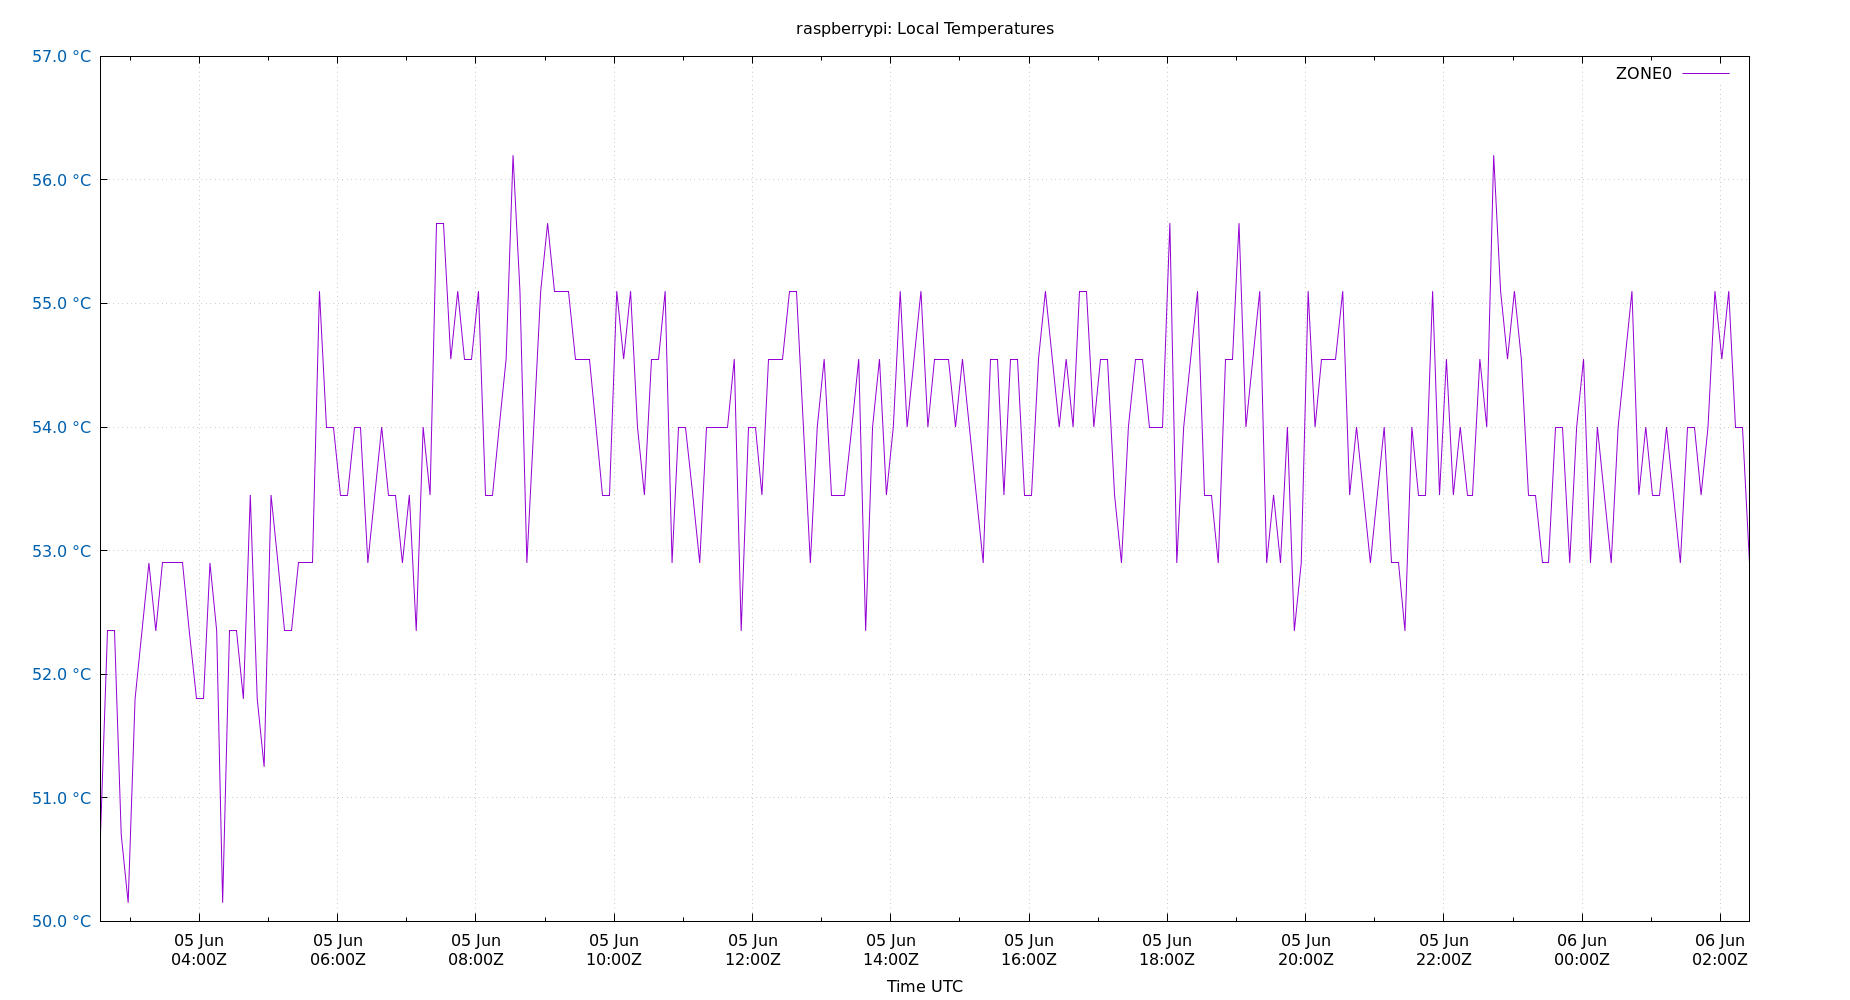 raspberrypi: Local Temperatures
57.0 °C
ZONE0
56.0 °C
55.0 °C
54.0 °C
53.0 °C
52.0 °C
51.0 °C
50.0 °C
05 Jun 05 Jun 05 Jun 05 Jun 05 Jun 05 Jun 05 Jun 05 Jun 05 Jun 05 Jun 06 Jun 06 Jun
04:00Z 06:00Z 08:00Z 10:00Z 12:00Z 14:00Z 16:00Z 18:00Z 20:00Z 22:00Z 00:00Z 02:00Z
Time UTC